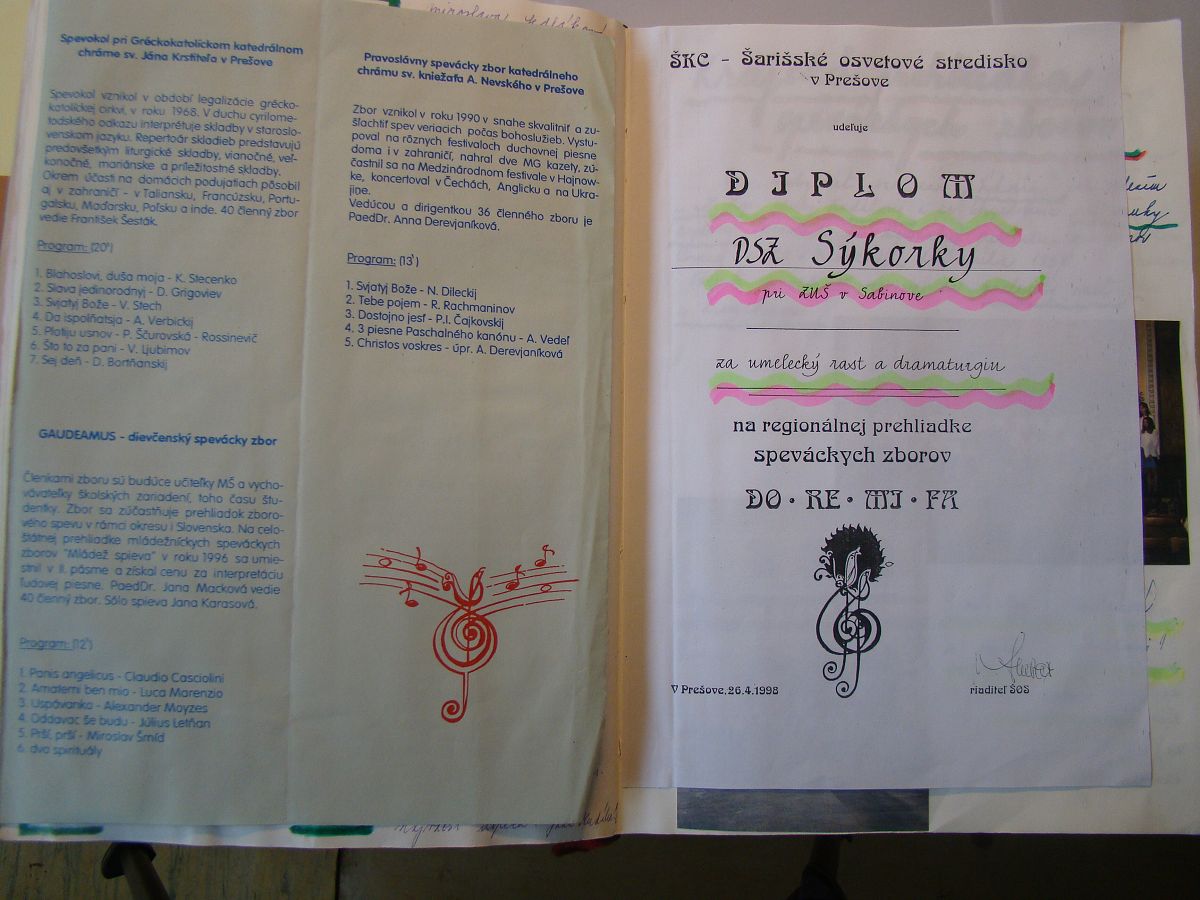 Spevokol pri Gréckokatolíckom katedrálnom
chráme sv. Jána Krstiteľa v Prešove
Spevokol vznikol v období legalizácie grécko-
katolíckej cirkvi, v roku 1968. V duchu cyrilome-
todského odkazu interpretuje skladby v staroslo-
vienskom jazyku. Repertoár skladieb predstavujú
predovšetkým liturgické skladby, vianočné, veľ-
konočné, mariánske a príležitostné skladby.
Okrem účasti na domácich podujatiach pôsobil
aj v zahraničí - v Taliansku, Francúzsku, Portu-
galsku, Maďarsku, Poľsku a inde. 40 členný zbor
vedie František Šesták.
Program: (20')
1. Blahoslovi, duša moja - K. Stecenko
2. Slava jedinorodnyj - D. Grigoviev
3. Svjatyj Bože - V. Stech
4. Da ispolňatsja - A. Verbickij
5. Plotiju usnov - P. Ščurovská - Rossinevič
6. Što to za pani - V. Ljubimov
7. Sej deň - D. Bortňanskij
GAUDEAMUS - dievčenský spevácky zbor
Členkami zboru sú budúce učiteľky MŠ a vycho-
vávateľky školských zariadení, toho času štu-
dentky. Zbor sa zúčastňuje prehliadok zboro-
vého spevu v rámci okresu i Slovenska. Na celo-
štátnej prehliadke mládežníckych speváckych
zborov "Mládež spieva" v roku 1996 sa umie-
stnil v II. pásme a získal cenu za interpretáciu
ľudovej piesne. PaedDr. Jana Macková vedie
40 členný zbor. Sólo spieva Jana Karasová.
Program: (12')
1. Panis angelicus - Claudio Casciolini
2. Amatemi ben mio - Luca Marenzio
3. Uspávanka - Alexander Moyzes
4. Oddavac še budu - Július Letňan
5. Prší, prší - Miroslav Šmíd
6. dva spirituály
Pravoslávny spevácky zbor katedrálneho
chrámu sv. kniežaťa A. Nevského v Prešove
Zbor vznikol v roku 1990 v snahe skvalitniť a zu-
šľachtiť spev veriacich počas bohoslužieb. Vystu-
poval na rôznych festivaloch duchovnej piesne
doma i v zahraničí, nahral dve MG kazety, zú-
častnil sa na Medzinárodnom festivale v Hajnow-
ke, koncertoval v Čechách, Anglicku a na Ukra-
jine.
Vedúcou a dirigentkou 36 členného zboru je
PaedDr. Anna Derevjaníková.
Program: (13')
1. Svjatyj Bože - N. Dileckij
2. Tebe pojem - R. Rachmaninov
3. Dostojno jesť - P.I. Čajkovskij
4. 3 piesne Paschalného kanónu - A. Vedeľ
5. Christos voskres - úpr. A. Derevjaníková
ŠKC - Šarišské osvetové stredisko
v Prešove
udeľuje
DIPLOM
DSZ Sýkorky
pri ZUŠ v Sabinove
za umelecký rast a dramaturgiu
na regionálnej prehliadke
speváckych zborov
DO • RE • MI • FA
V Prešove, 26.4.1998
riaditeľ ŠOS